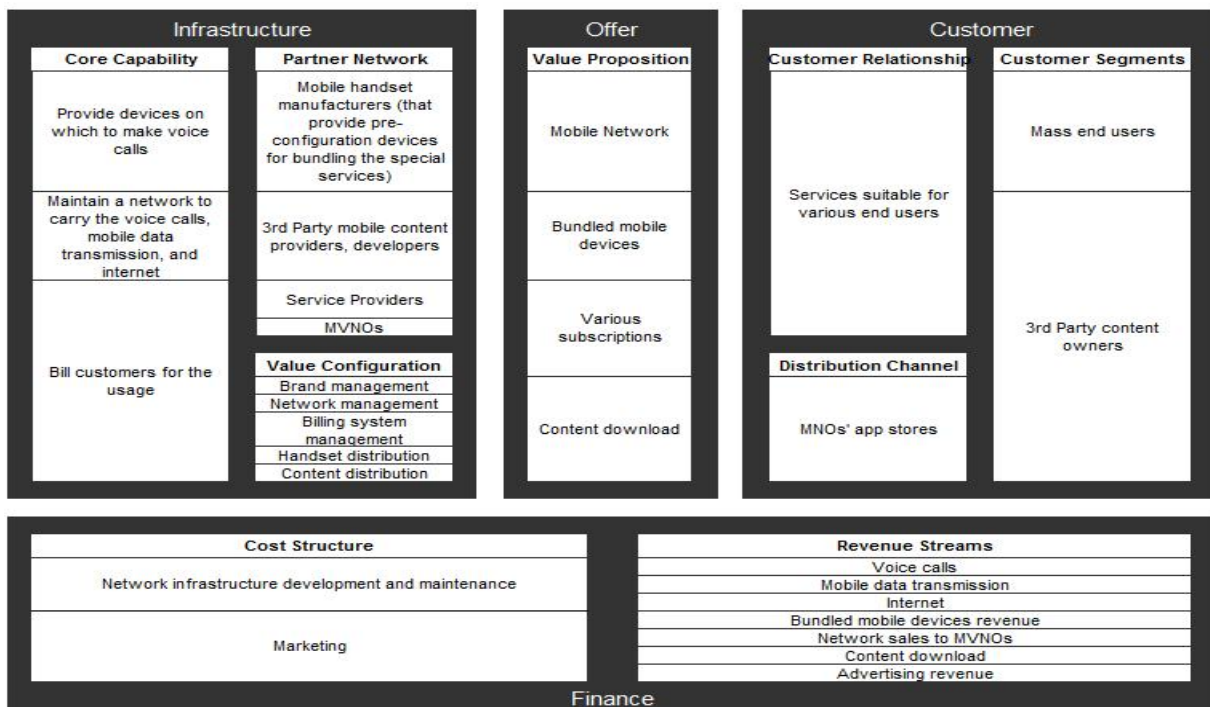 Infrastructure
Core Capability
Provide devices on
which to make voice
calls
Maintain a network to
carry the voice calls,
mobile data
transmission, and
internet
Bill customers for the
usage
Partner Network
Mobile handset
manufacturers (that
provide pre-
configuration devices
for bundling the special
services)
3rd Party mobile content
providers, developers
Service Providers
MVNOs
Value Configuration
Brand management
Network management
Billing system
management
Handset distribution
Content distribution
Offer
Value Proposition
Mobile Network
Bundled mobile
devices
Various
subscriptions
Content download
Customer
Customer Relationship
Services suitable for
various end users
Distribution Channel
MNOs' app stores
Customer Segments
Mass end users
3rd Party content
owners
Cost Structure
Network infrastructure development and maintenance
Marketing
Revenue Streams
Voice calls
Mobile data transmission
Internet
Bundled mobile devices revenue
Network sales to MVNOs
Content download
Advertising revenue
Finance